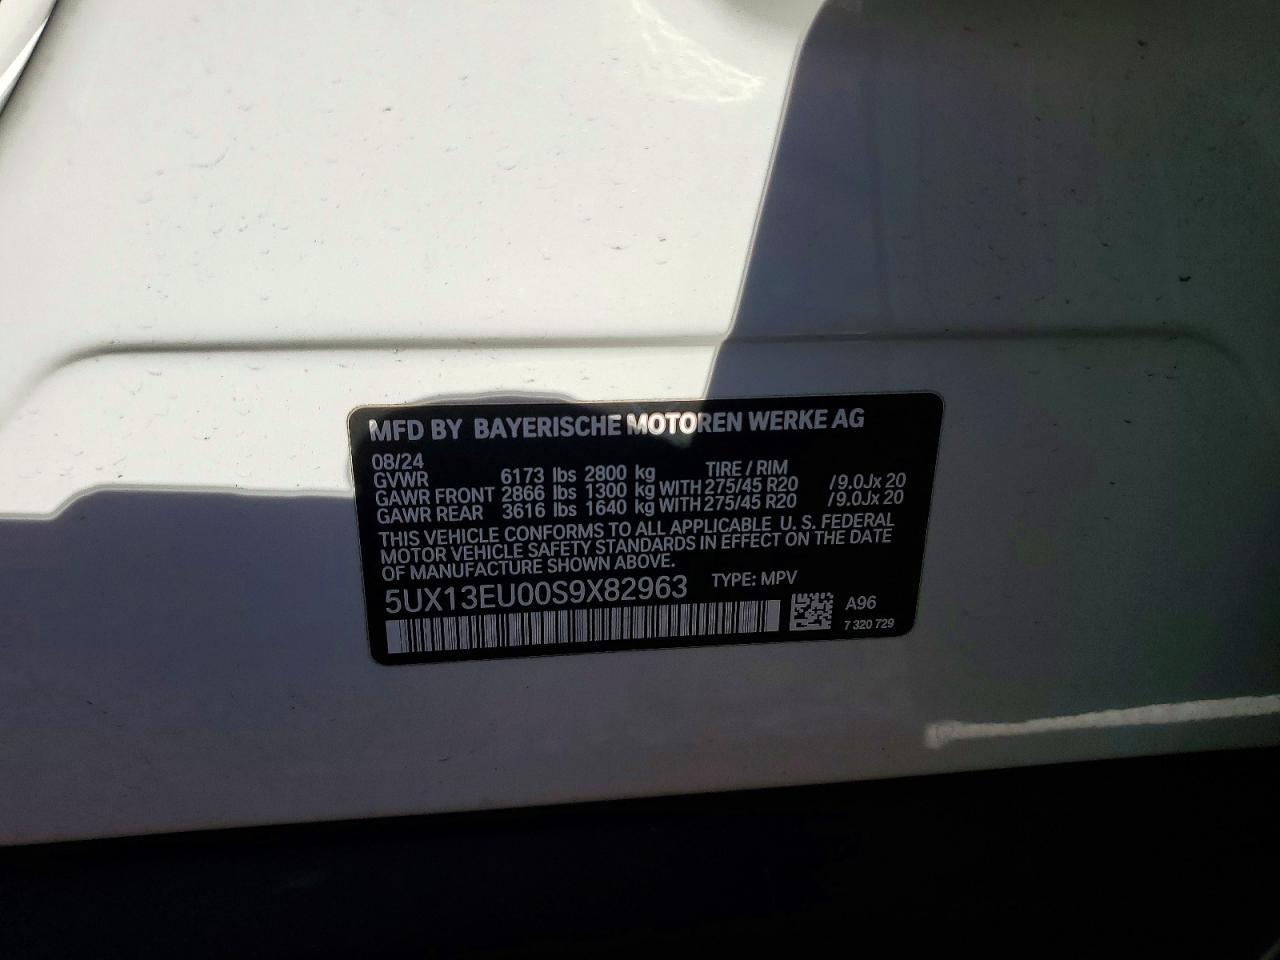 MFD BY BAYERISCHE MOTOREN WERKE AG
08/24
GVWR 6173 lbs 2800 kg TIRE / RIM
GAWR FRONT 2866 lbs 1300 kg WITH 275/45 R20 /9.0Jx 20
GAWR REAR 3616 lbs 1640 kg WITH 275/45 R20 /9.0Jx 20
THIS VEHICLE CONFORMS TO ALL APPLICABLE U. S. FEDERAL
MOTOR VEHICLE SAFETY STANDARDS IN EFFECT ON THE DATE
OF MANUFACTURE SHOWN ABOVE.
5UX13EU00S9X82963 TYPE: MPV
A96
7 320 729